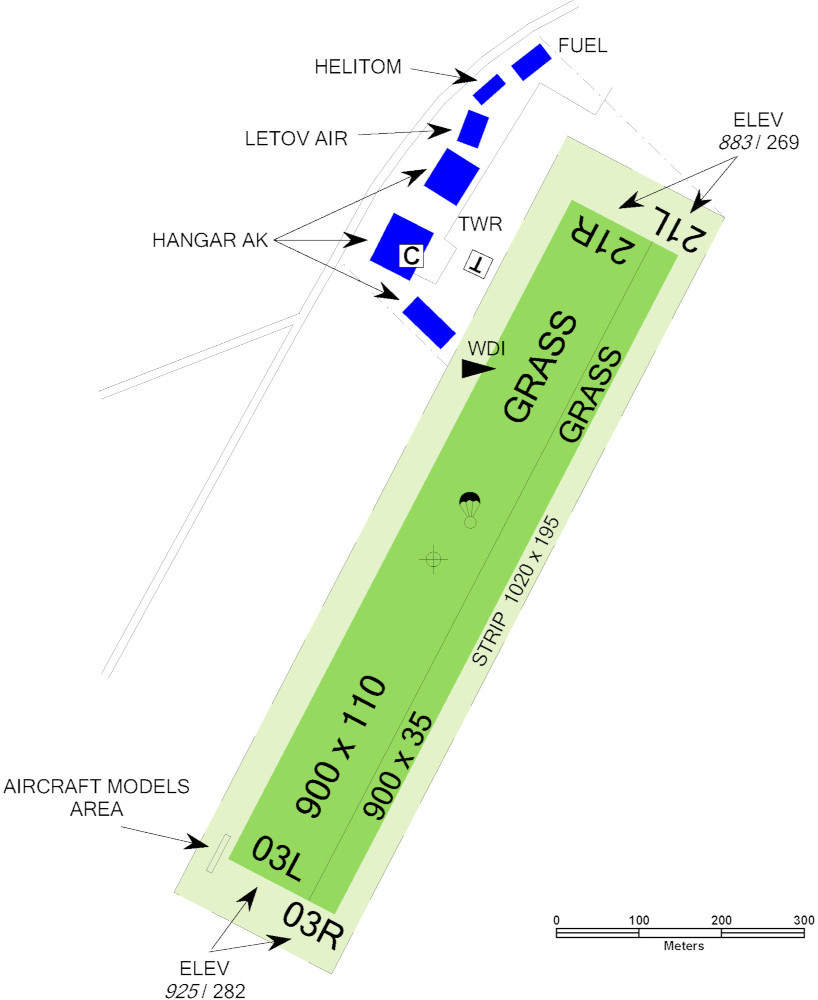 FUEL
HELITOM
ELEV
883 / 269
LETOV AIR
21L
21R
TWR
HANGAR AK
C
T
WDI
GRASS
GRASS
STRIP 1020 x 195
900 x 110
900 x 35
AIRCRAFT MODELS
AREA
03L
03R
0 100 200 300
Meters
ELEV
925 / 282